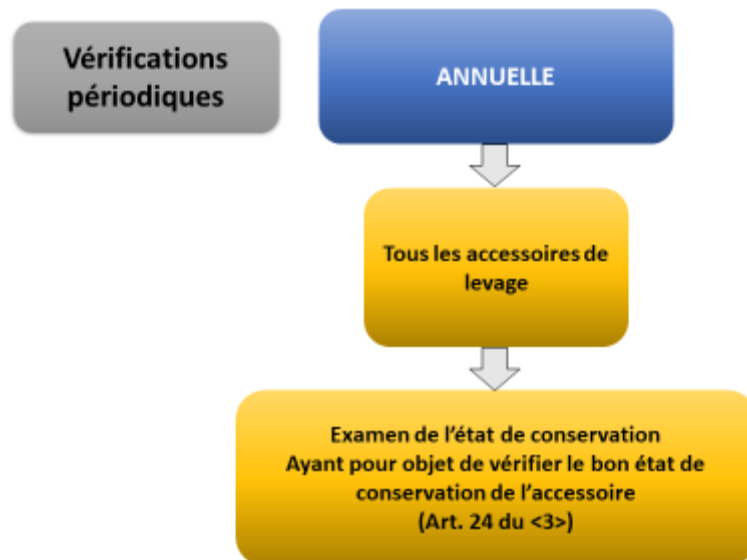 Vérifications
périodiques
ANNUELLE
Tous les accessoires de
levage
Examen de l'état de conservation
Ayant pour objet de vérifier le bon état de
conservation de l'accessoire
(Art. 24 du <3>)